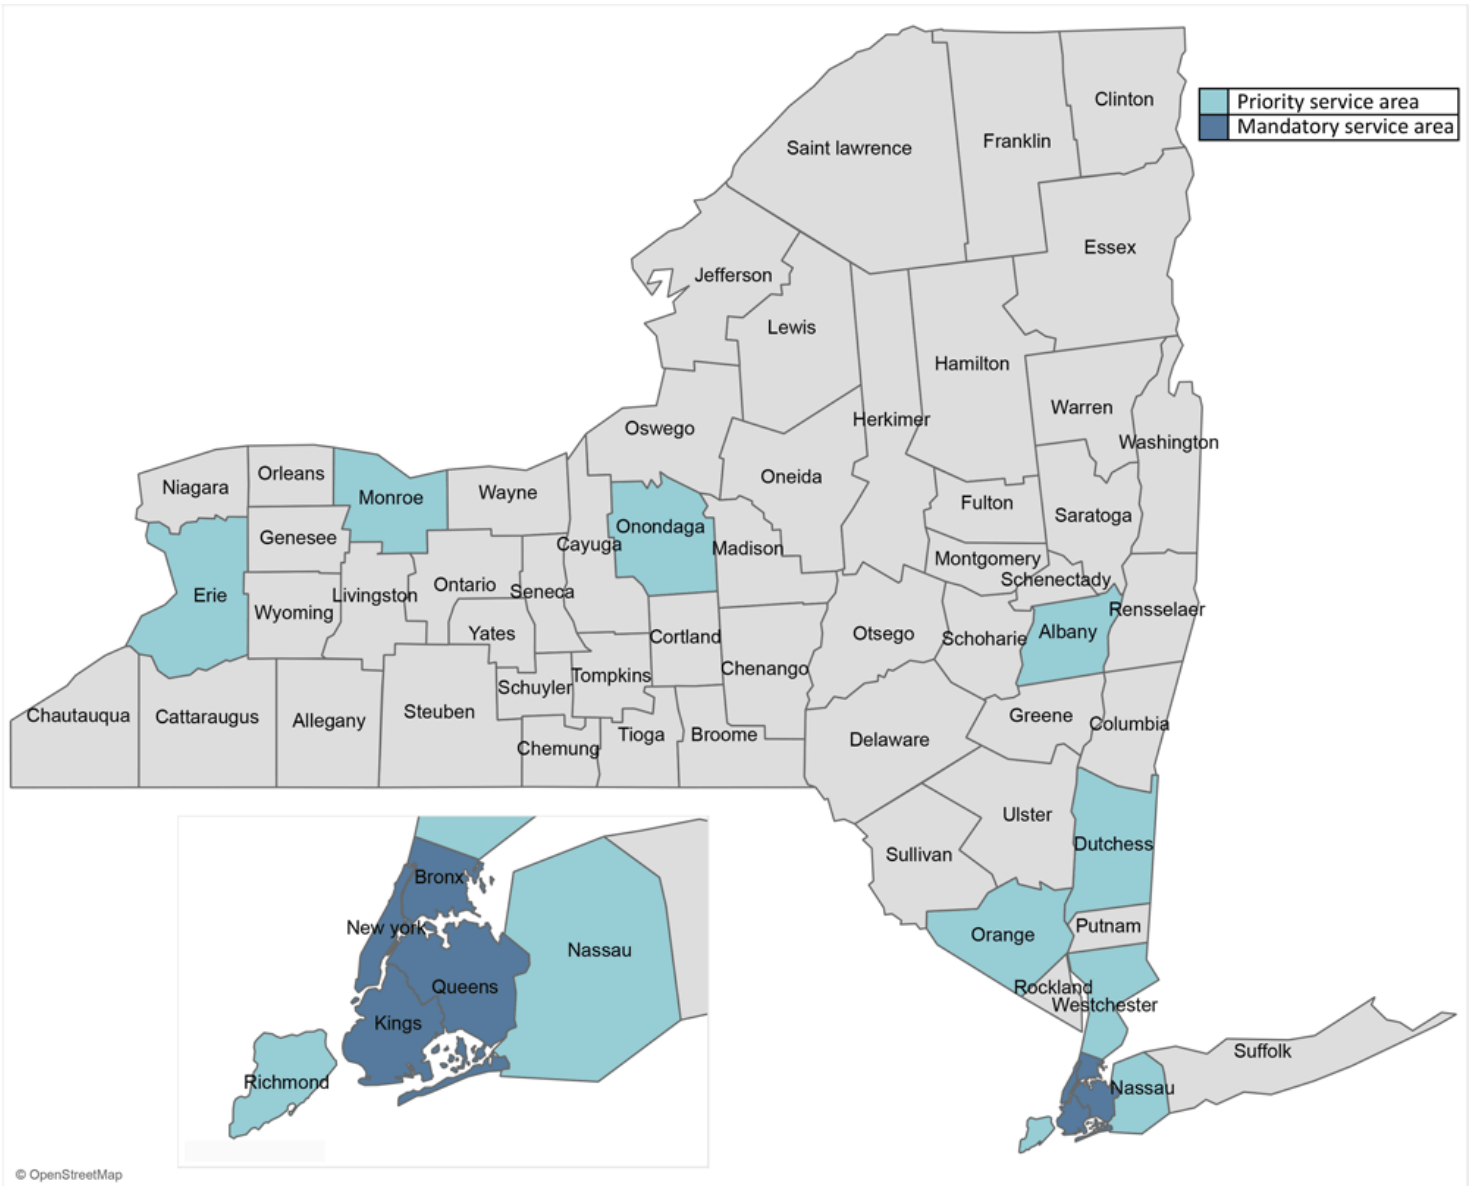 Priority service area
Mandatory service area
Clinton
Franklin
Saint lawrence
Essex
Jefferson
Lewis
Hamilton
Warren
Herkimer
Oswego
Washington
Oneida
Orleans
Niagara
Monroe
Wayne
Fulton
Saratoga
Onondaga
Genesee
Cayuga
Madison
Montgomery
Schenectady
Ontario
Seneca
Erie
Livingston
Wyoming
Rensselaer
Yates
Cortland
Otsego
Schoharie
Albany
Chenango
Tompkins
Schuyler
Chautauqua
Cattaraugus
Allegany
Steuben
Greene
Columbia
Tioga
Broome
Delaware
Chemung
Ulster
Dutchess
Sullivan
Bronx
Putnam
New york
Orange
Nassau
Queens
Rockland
Westchester
Kings
Suffolk
Richmond
Nassau
© OpenStreetMap